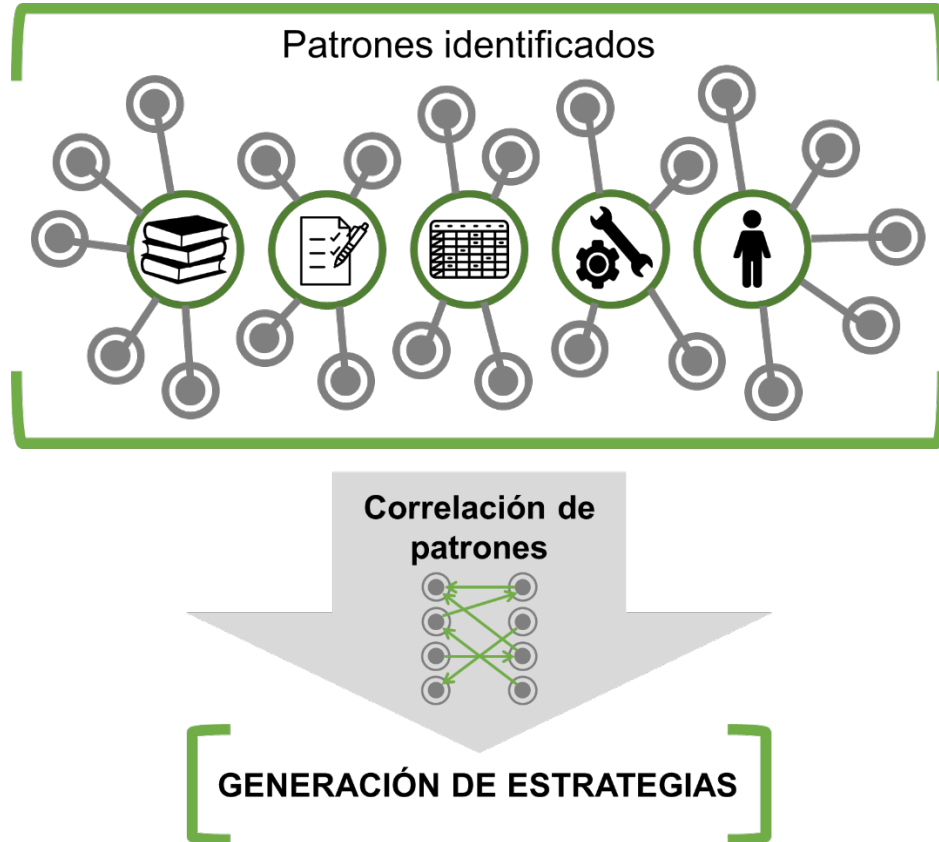 Patrones identificados
Correlación de
patrones
GENERACIÓN DE ESTRATEGIAS